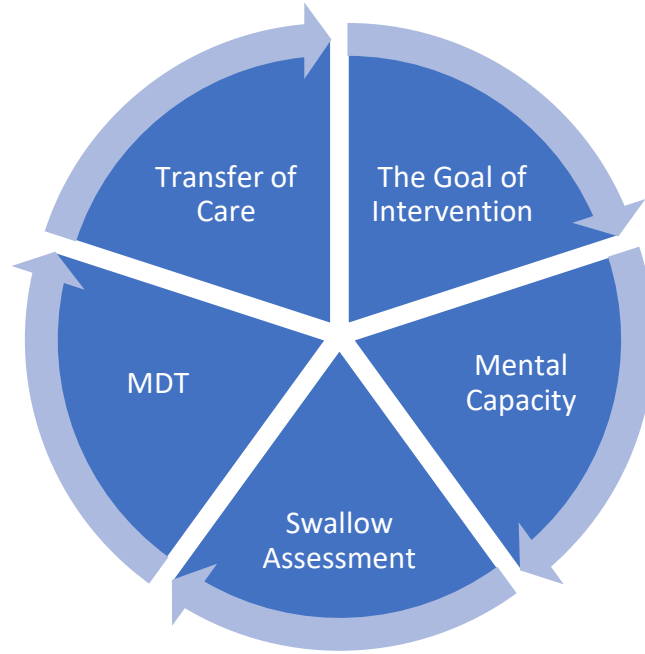 The Goal of
Intervention
Mental
Capacity
Swallow
Assessment
MDT
Transfer of
Care